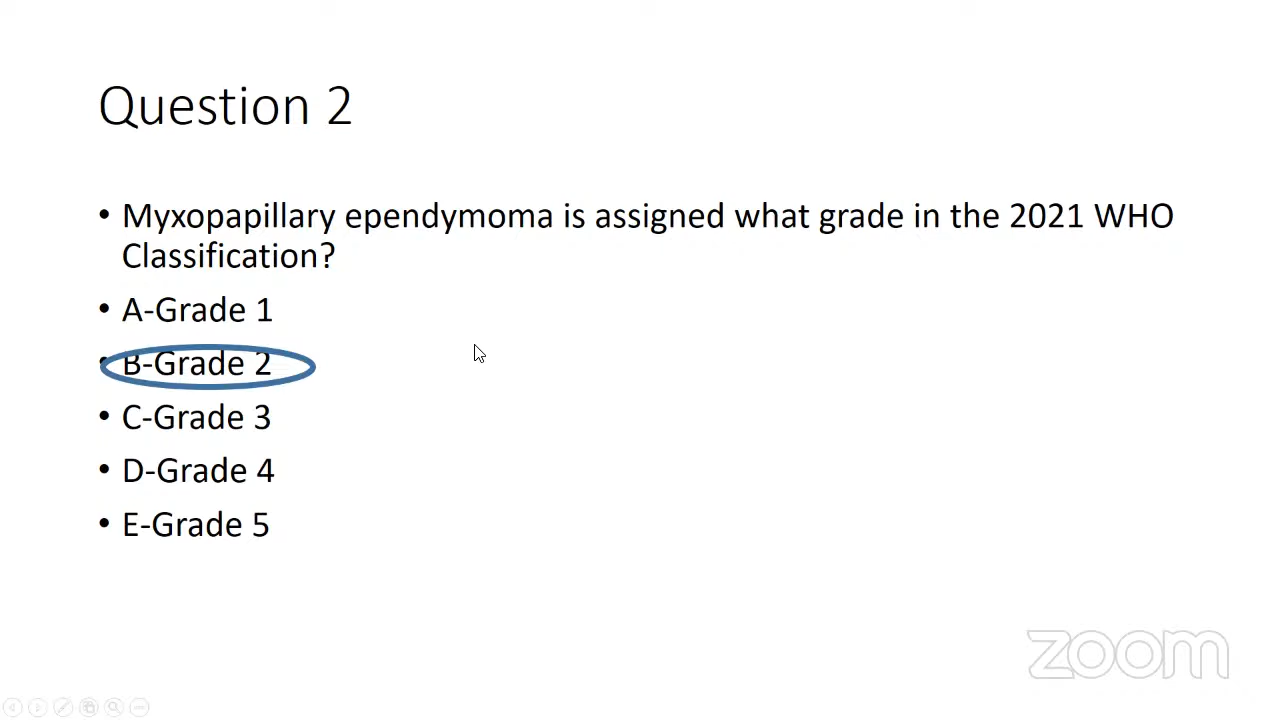 Question 2
• Myxopapillary ependymoma is assigned what grade in the 2021 WHO
Classification?
• A-Grade 1
• B-Grade 2
• C-Grade 3
• D-Grade 4
• E-Grade 5
zoom